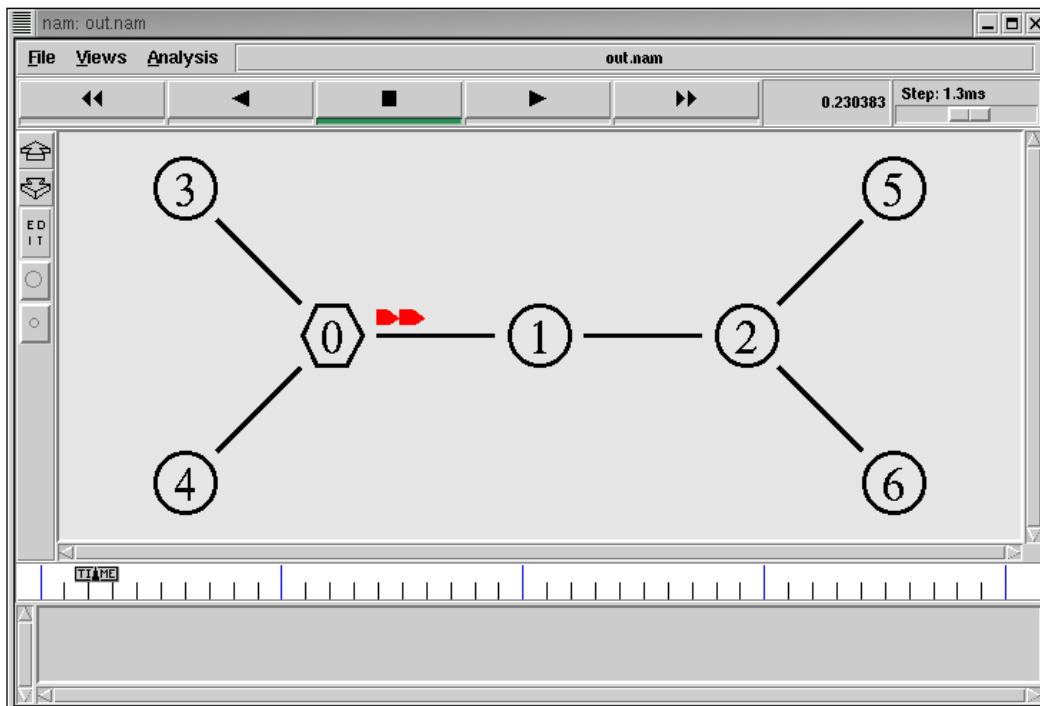 nam: out.nam
File Views Analysis out.nam
0.230383 Step: 1.3ms
ED
IT
3 5
0 1 2
4 6
TIME